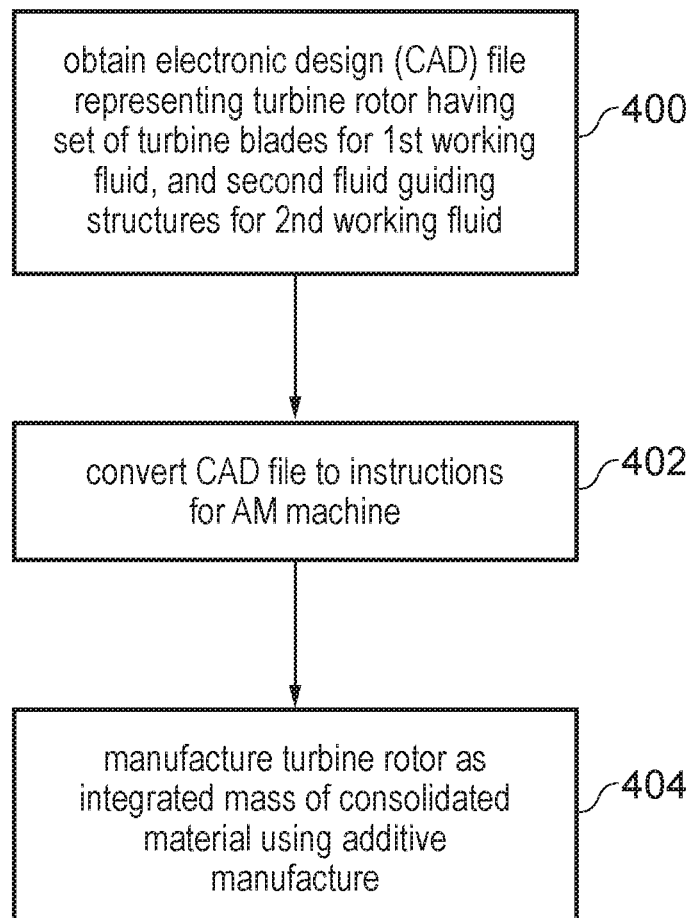 obtain electronic design (CAD) file
representing turbine rotor having
set of turbine blades for 1st working
fluid, and second fluid guiding
structures for 2nd working fluid
400
convert CAD file to instructions
for AM machine
402
manufacture turbine rotor as
integrated mass of consolidated
material using additive
manufacture
404